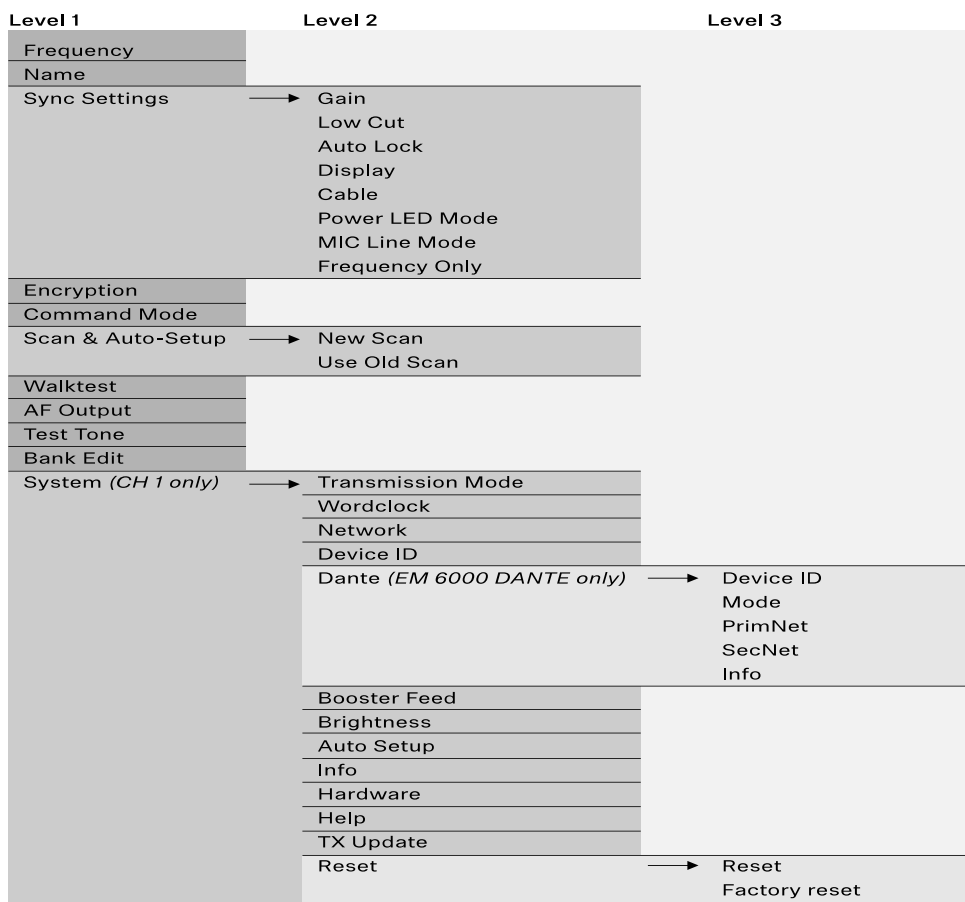 Level 1 Level 2 Level 3
Frequency
Name
Sync Settings Gain
Low Cut
Auto Lock
Display
Cable
Power LED Mode
MIC Line Mode
Frequency Only
Encryption
Command Mode
Scan & Auto-Setup New Scan
Use Old Scan
Walktest
AF Output
Test Tone
Bank Edit
System (CH 1 only) Transmission Mode
Wordclock
Network
Device ID
Dante (EM 6000 DANTE only) Device ID
Mode
PrimNet
SecNet
Info
Booster Feed
Brightness
Auto Setup
Info
Hardware
Help
TX Update
Reset Reset
Factory reset